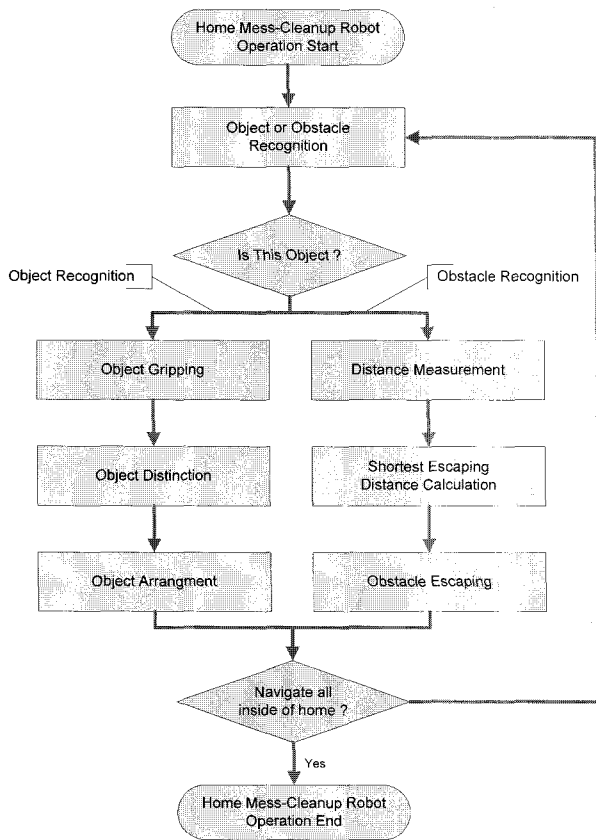 Home Mess-Cleanup Robot
Operation Start
Object or Obstacle
Recognition
Is This Object ?
Object Recognition
Obstacle Recognition
Object Gripping
Distance Measurement
Object Distinction
Shortest Escaping
Distance Calculation
Object Arrangment
Obstacle Escaping
Navigate all
inside of home ?
Yes
Home Mess-Cleanup Robot
Operation End